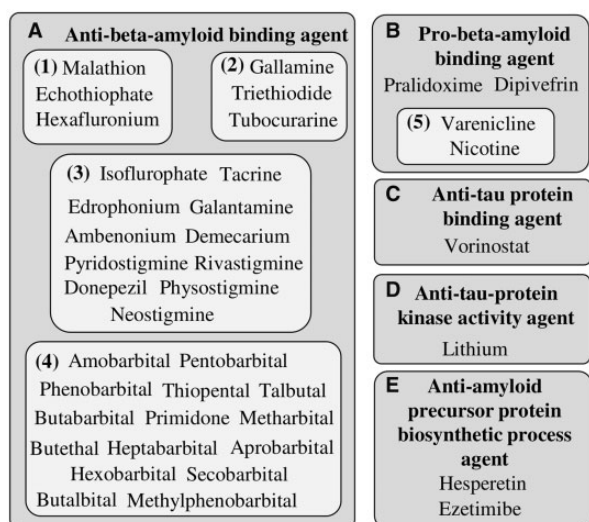 A Anti-beta-amyloid binding agent
(1) Malathion
Echothiophate
Hexafluronium
(2) Gallamine
Triethiodide
Tubocurarine
(3) Isoflurophate Tacrine
Edrophonium Galantamine
Ambenonium Demecarium
Pyridostigmine Rivastigmine
Donepezil Physostigmine
Neostigmine
(4) Amobarbital Pentobarbital
Phenobarbital Thiopental Talbutal
Butabarbital Primidone Metharbital
Butethal Heptabarbital Aprobarbital
Hexobarbital Secobarbital
Butalbital Methylphenobarbital
B Pro-beta-amyloid
binding agent
Pralidoxime Dipivefrin
(5) Varenicline
Nicotine
C Anti-tau protein
binding agent
Vorinostat
D Anti-tau-protein
kinase activity agent
Lithium
E Anti-amyloid
precursor protein
biosynthetic process
agent
Hesperetin
Ezetimibe